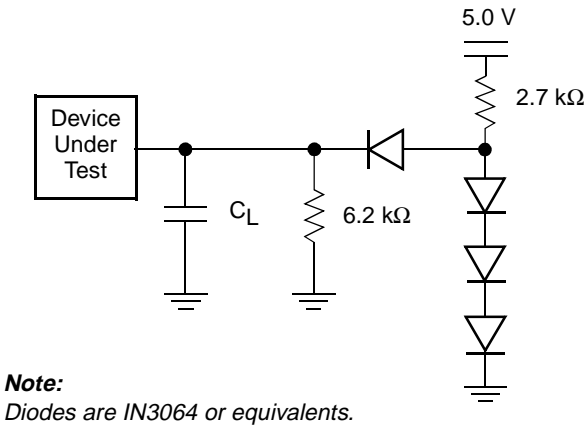 5.0 V
2.7 kΩ
Device
Under
Test
C_L
6.2 kΩ
Note:
Diodes are IN3064 or equivalents.